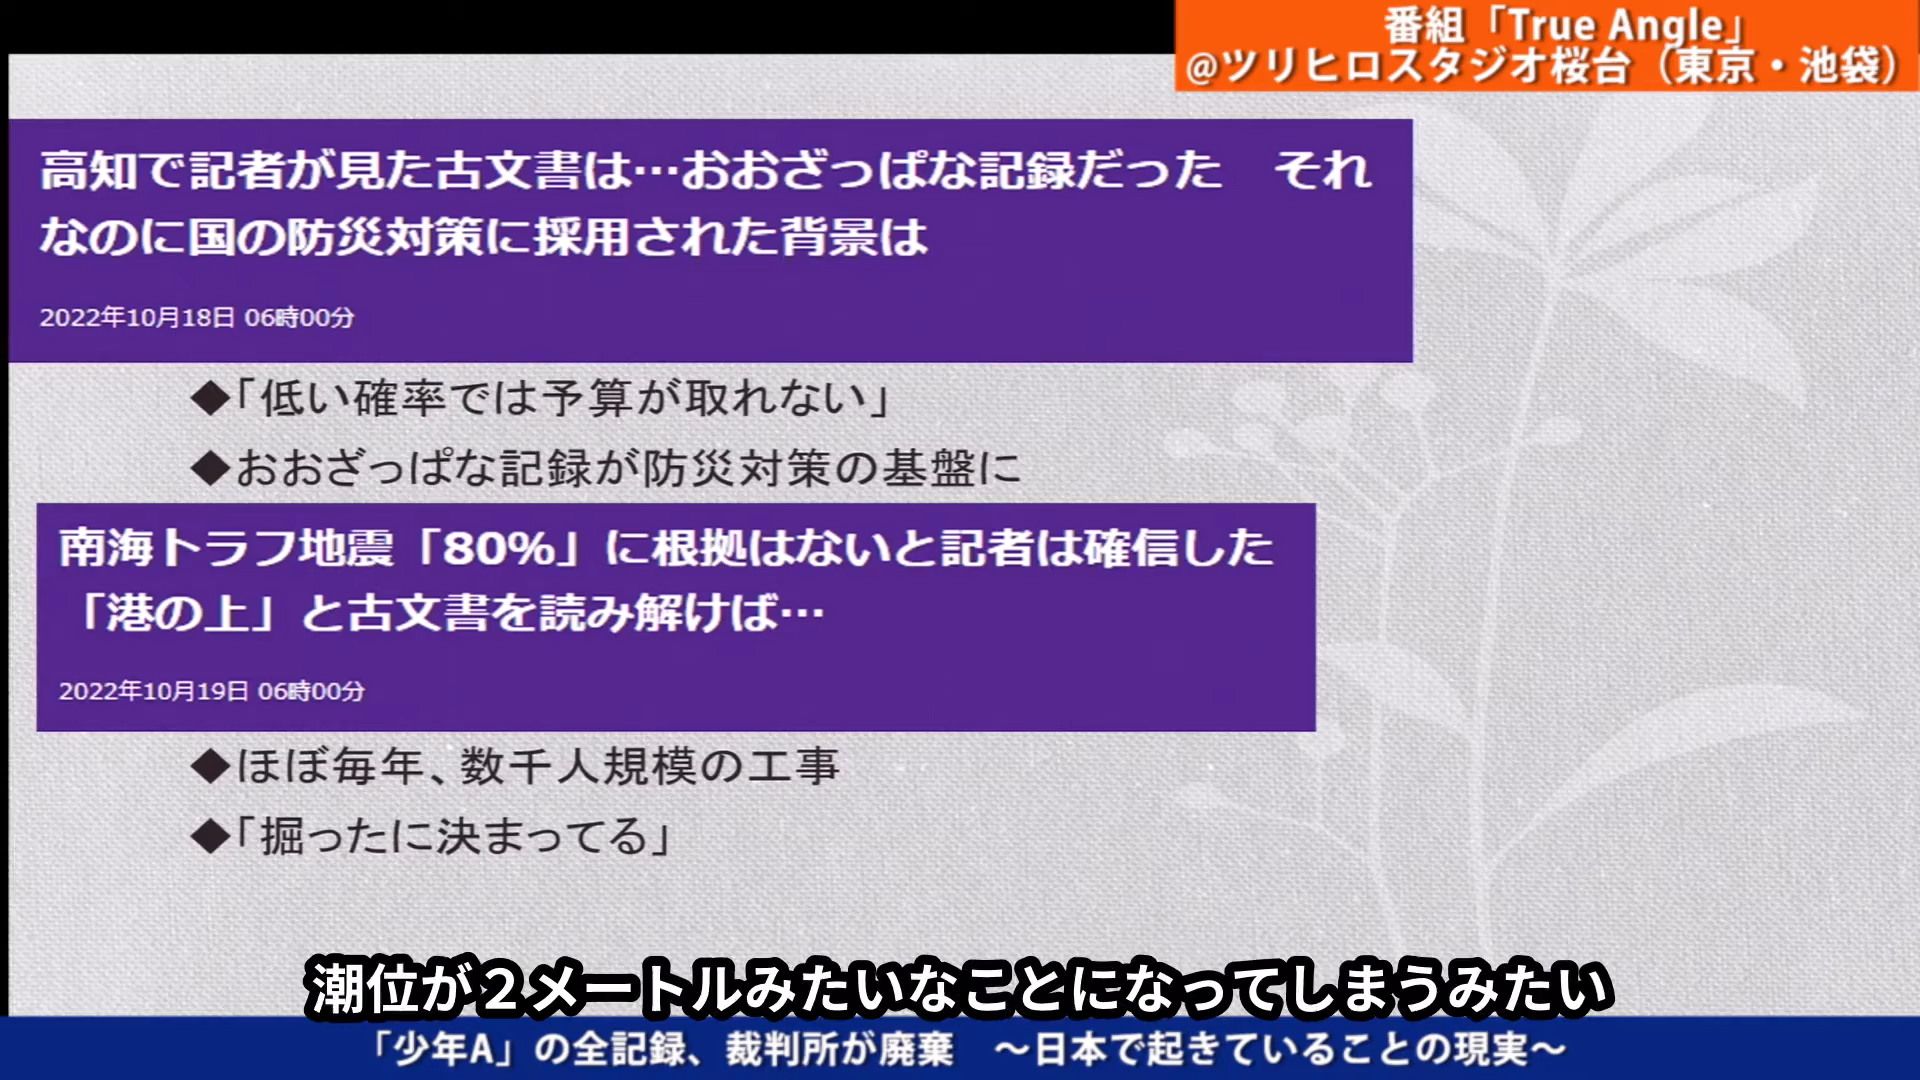 番組「True Angle」
@ツリヒロスタジオ桜台（東京・池袋）
高知で記者が見た古文書は…おおざっぱな記録だった　それ
なのに国の防災対策に採用された背景は
2022年10月18日 06時00分
◆「低い確率では予算が取れない」
◆おおざっぱな記録が防災対策の基盤に
南海トラフ地震「80%」に根拠はないと記者は確信した
「港の上」と古文書を読み解けば…
2022年10月19日 06時00分
◆ほぼ毎年、数千人規模の工事
◆「掘ったに決まってる」
潮位が２メートルみたいなことになってしまうみたい
「少年A」の全記録、裁判所が廃棄　～日本で起きていることの現実～